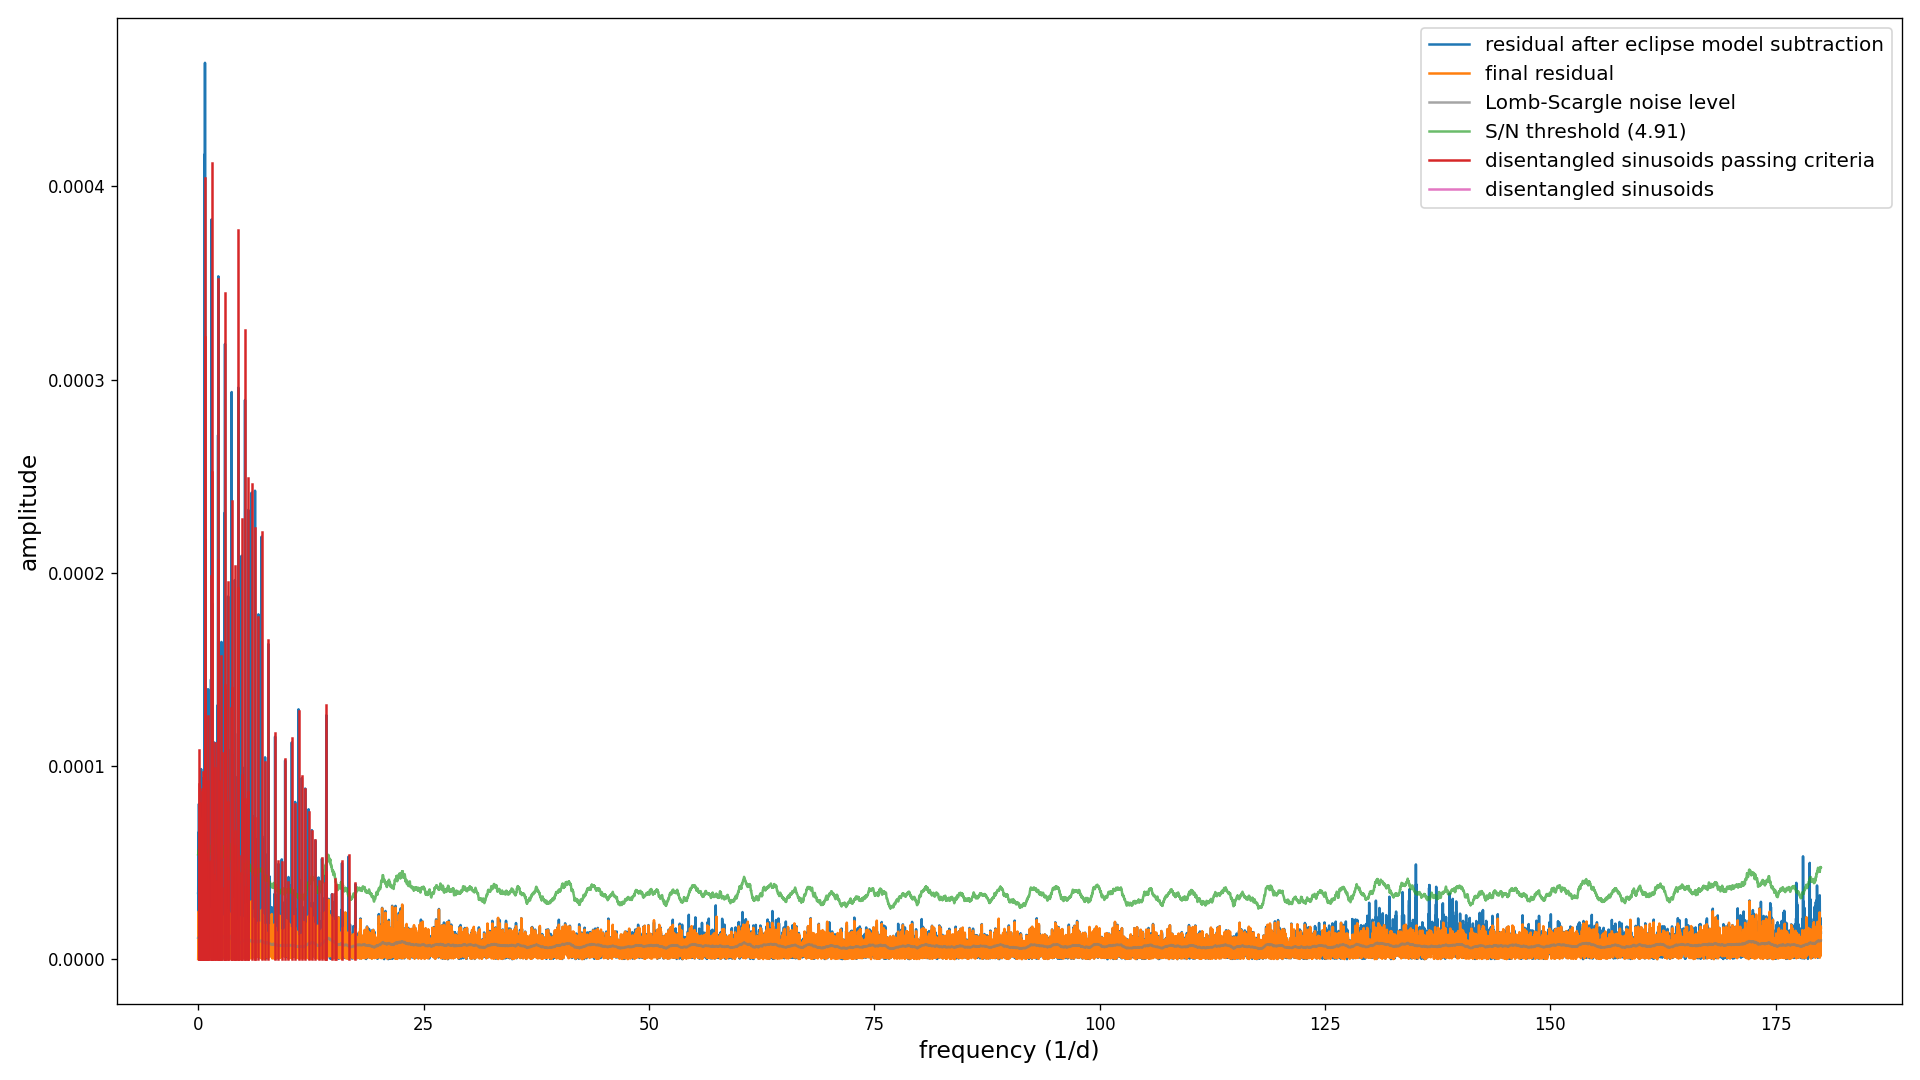 residual after eclipse model subtraction
final residual
Lomb-Scargle noise level
S/N threshold (4.91)
disentangled sinusoids passing criteria
disentangled sinusoids
0.0004
0.0003
0.0002
0.0001
0.0000
amplitude
0 25 50 75 100 125 150 175
frequency (1/d)